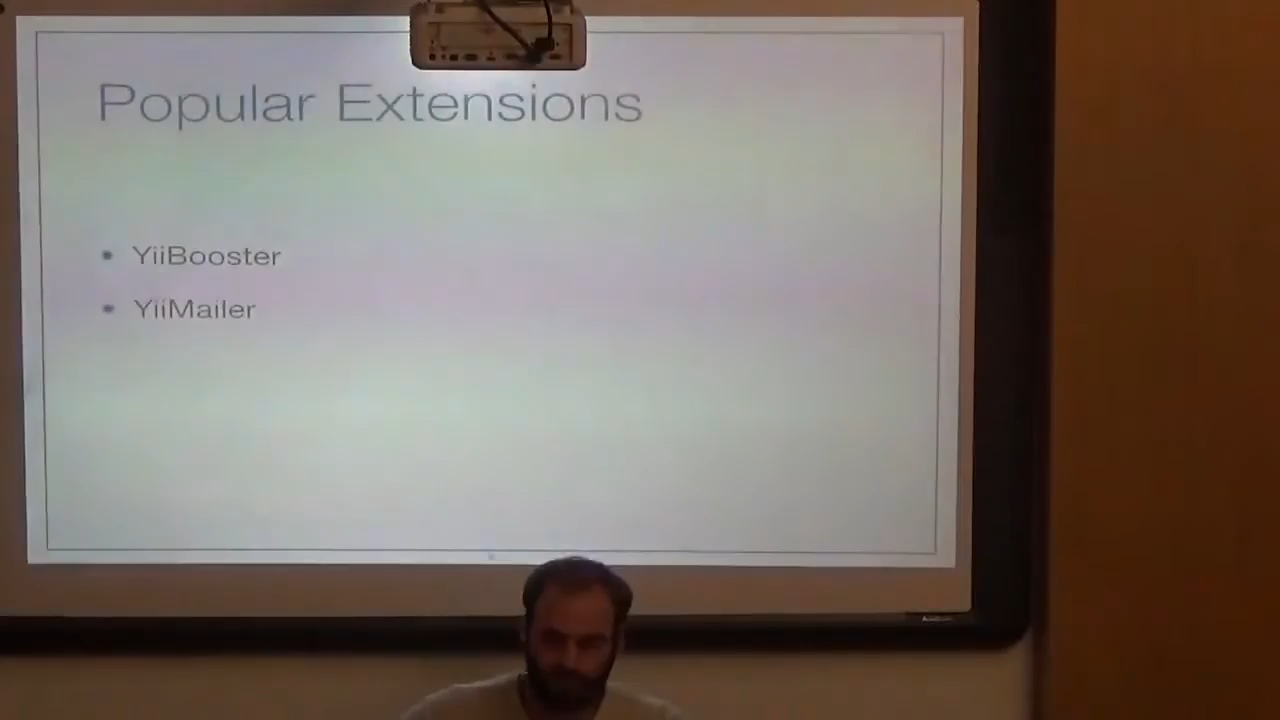 Popular Extensions
• YiiBooster
• YiiMailer